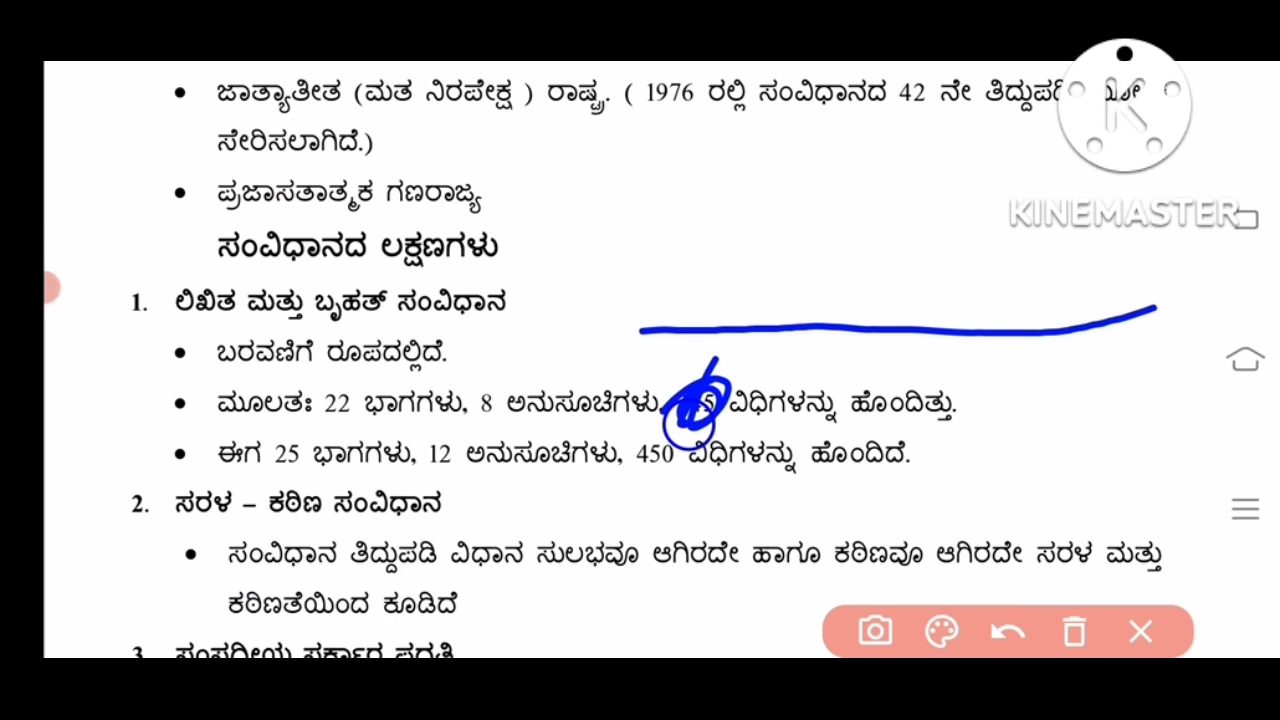 ಜಾತ್ಯಾತೀತ (ಮತ ನಿರಪೇಕ್ಷ ) ರಾಷ್ಟ್ರ. ( 1976 ರಲ್ಲಿ ಸಂವಿಧಾನದ 42 ನೇ
ಸೇರಿಸಲಾಗಿದೆ.)
ಪ್ರಜಾಸತಾತ್ಮಕ ಗಣರಾಜ್ಯ
KINEMASTER
ಸಂವಿಧಾನದ ಲಕ್ಷಣಗಳು
1. ಲಿಖಿತ ಮತ್ತು ಬೃಹತ್ ಸಂವಿಧಾನ
ಬರವಣಿಗೆ ರೂಪದಲ್ಲಿದೆ.
ಮೂಲತಃ 22 ಭಾಗಗಳು, 8 ಅನುಸೂಚಿಗಳು, ವಿಧಿಗಳನ್ನು ಹೊಂದಿತ್ತು.
ಈಗ 25 ಭಾಗಗಳು, 12 ಅನುಸೂಚಿಗಳು, 450 ವಿಧಿಗಳನ್ನು ಹೊಂದಿದೆ.
2. ಸರಳ – ಕಠಿಣ ಸಂವಿಧಾನ
ಸಂವಿಧಾನ ತಿದ್ದುಪಡಿ ವಿಧಾನ ಸುಲಭವೂ ಆಗಿರದೇ ಹಾಗೂ ಕಠಿಣವೂ ಆಗಿರದೇ ಸರಳ ಮತ್ತು
ಕಠಿಣತೆಯಿಂದ ಕೂಡಿದೆ